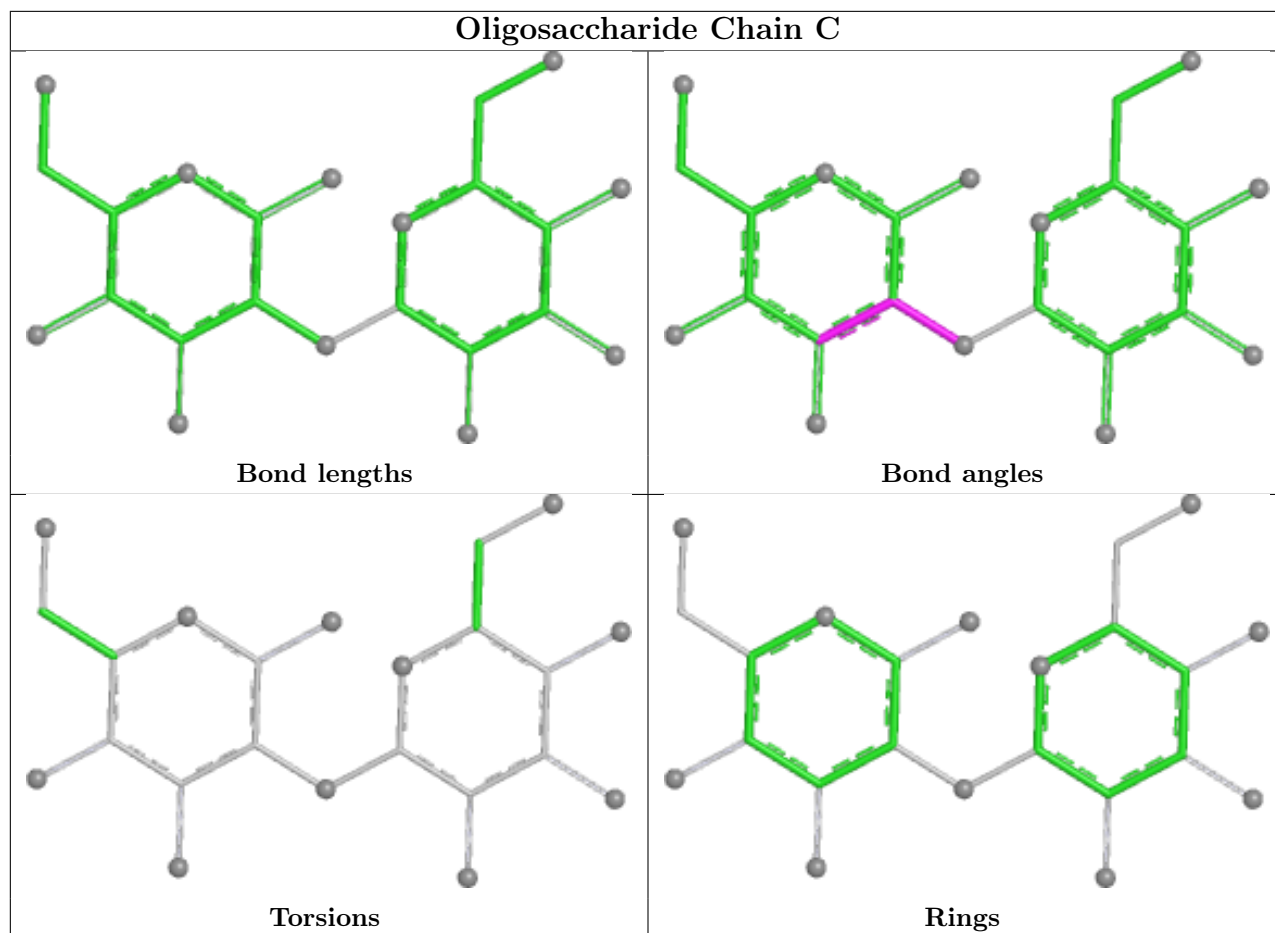 Oligosaccharide Chain C
Bond lengths
Bond angles
Torsions
Rings